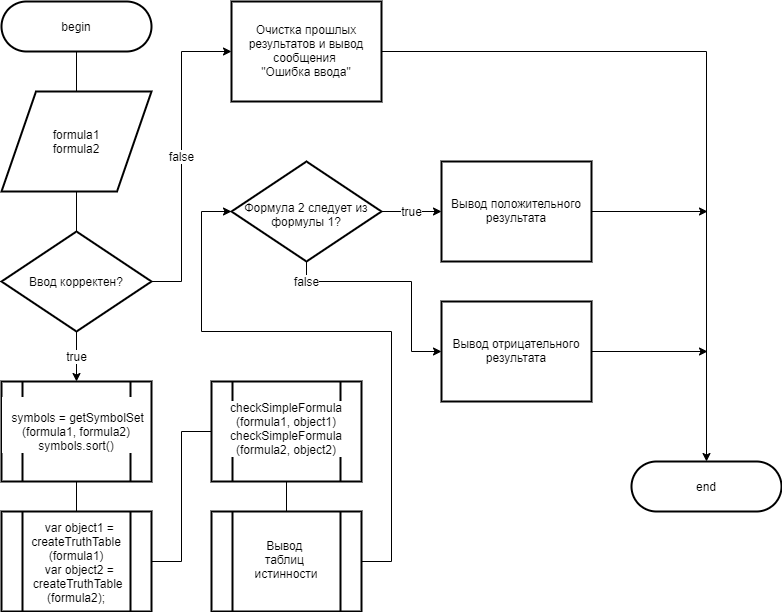 begin
Очистка прошлых
результатов и вывод
сообщения
"Ошибка ввода"
formula1
formula2
false
Формула 2 следует из
формулы 1?
true
Вывод положительного
результата
Ввод корректен?
false
true
Вывод отрицательного
результата
symbols = getSymbolSet
(formula1, formula2)
symbols.sort()
checkSimpleFormula
(formula1, object1)
checkSimpleFormula
(formula2, object2)
end
var object1 =
createTruthTable
(formula1)
var object2 =
createTruthTable
(formula2);
Вывод
таблиц
истинности